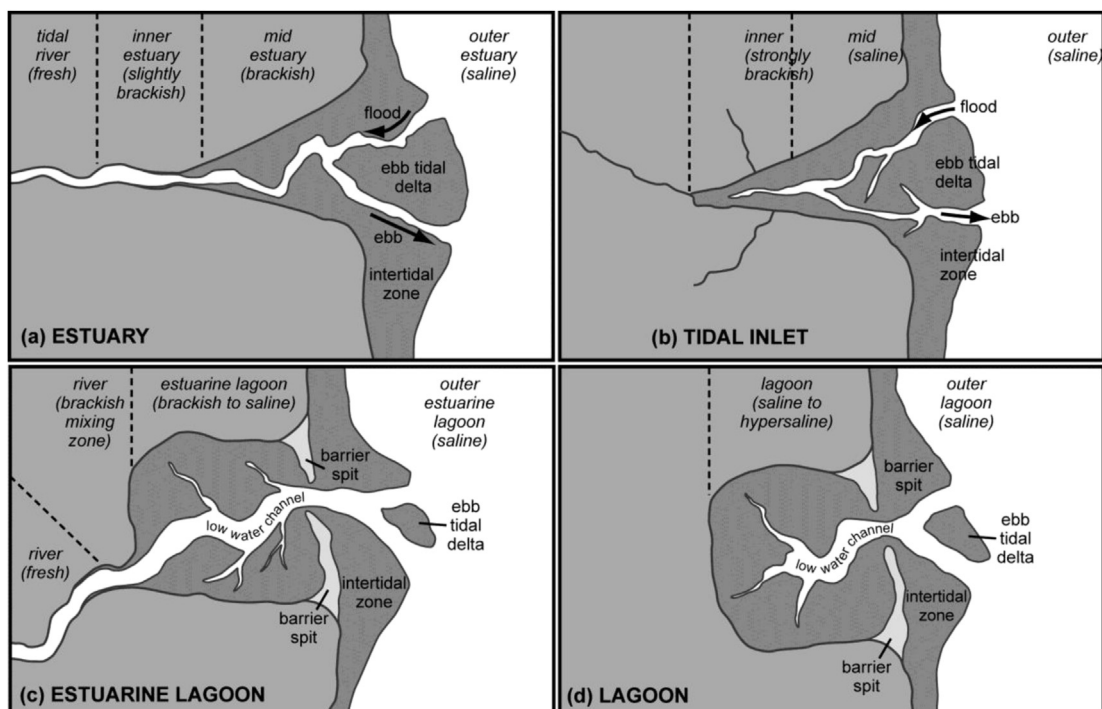 tidal
river
(fresh)
inner
estuary
(slightly
brackish)
mid
estuary
(brackish)
outer
estuary
(saline)
flood
ebb tidal
delta
ebb
intertidal
zone
(a) ESTUARY
inner
(strongly
brackish)
mid
(saline)
outer
(saline)
flood
ebb tidal
delta
ebb
intertidal
zone
(b) TIDAL INLET
river
(brackish
mixing
zone)
estuarine lagoon
(brackish to saline)
outer
estuarine
lagoon
(saline)
barrier
spit
low water channel
ebb
tidal
delta
river
(fresh)
intertidal
zone
barrier
spit
(c) ESTUARINE LAGOON
lagoon
(saline to
hypersaline)
outer
lagoon
(saline)
barrier
spit
low water channel
ebb
tidal
delta
intertidal
zone
barrier
spit
(d) LAGOON